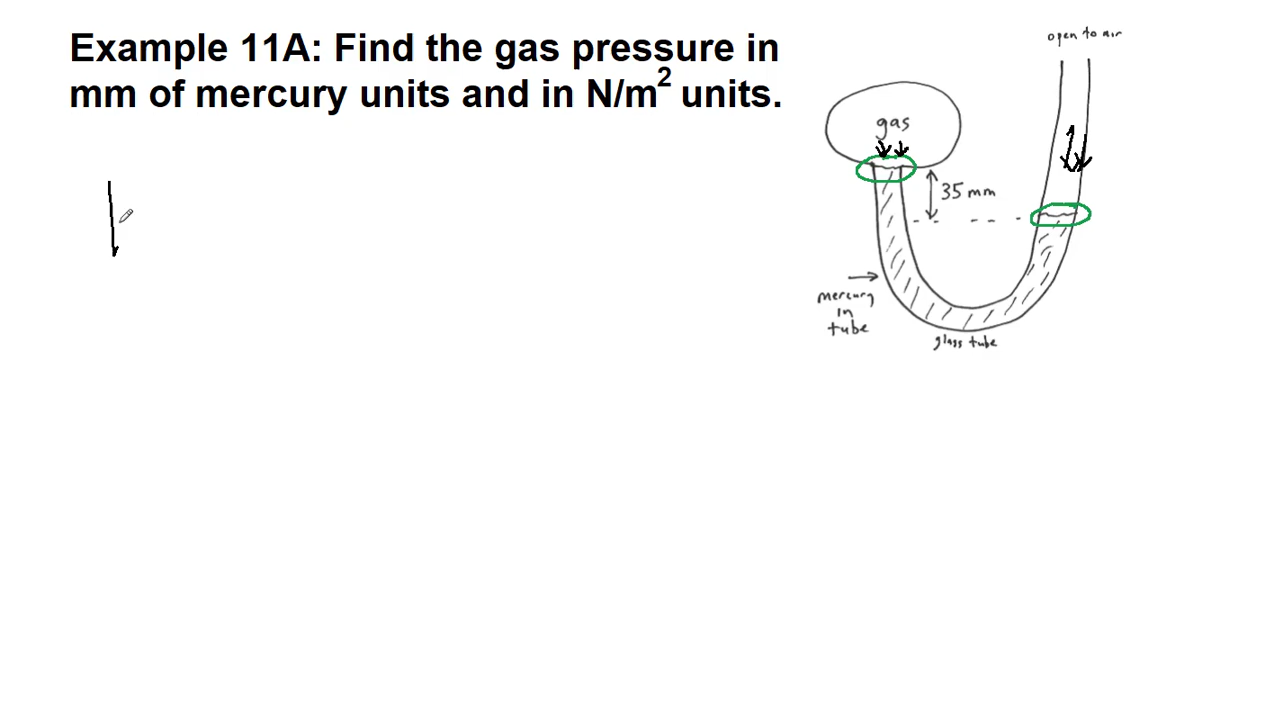 Example 11A: Find the gas pressure in
mm of mercury units and in N/m² units.
open to air
gas
35 mm
mercury
in
tube
glass tube